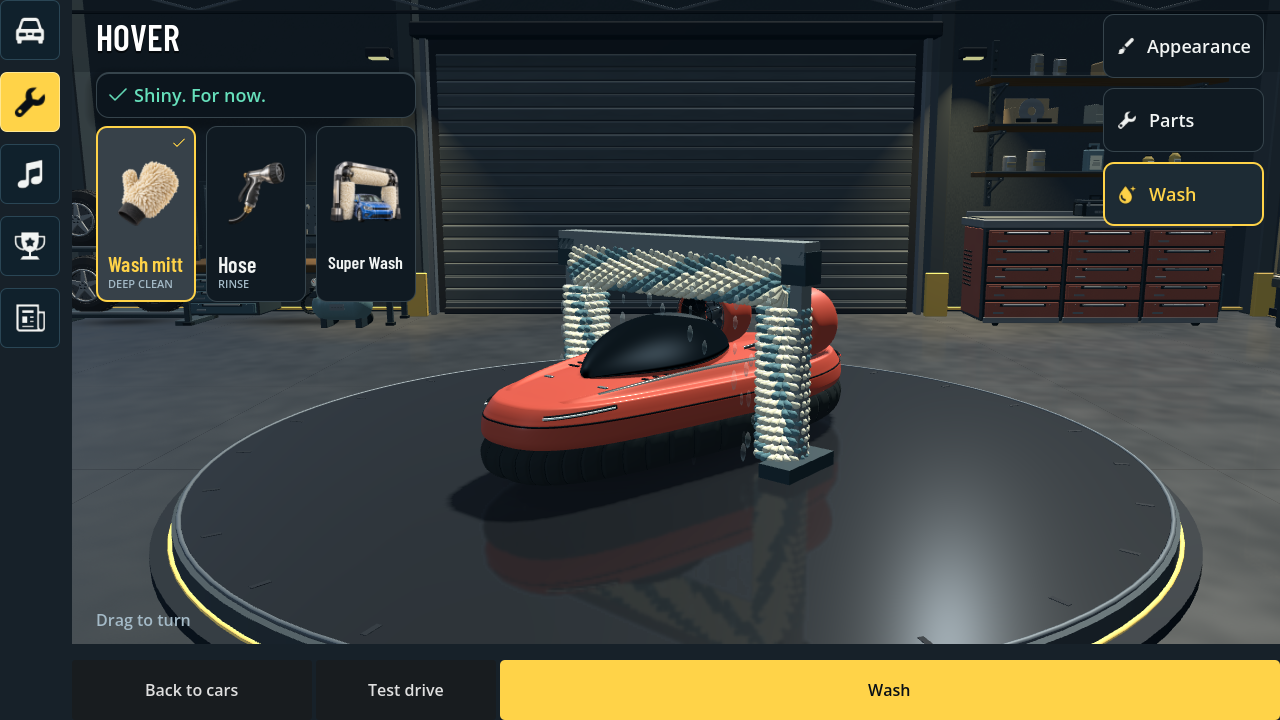 HOVER
Shiny. For now.
Wash mitt
DEEP CLEAN
Hose
RINSE
Super Wash
Appearance
Parts
Wash
Drag to turn
Back to cars
Test drive
Wash